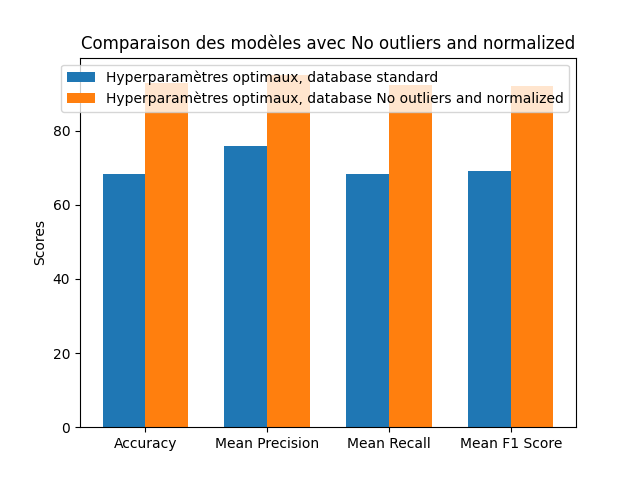 Comparaison des modèles avec No outliers and normalized
Hyperparamètres optimaux, database standard
Hyperparamètres optimaux, database No outliers and normalized
Scores
80
60
40
20
0
Accuracy
Mean Precision
Mean Recall
Mean F1 Score